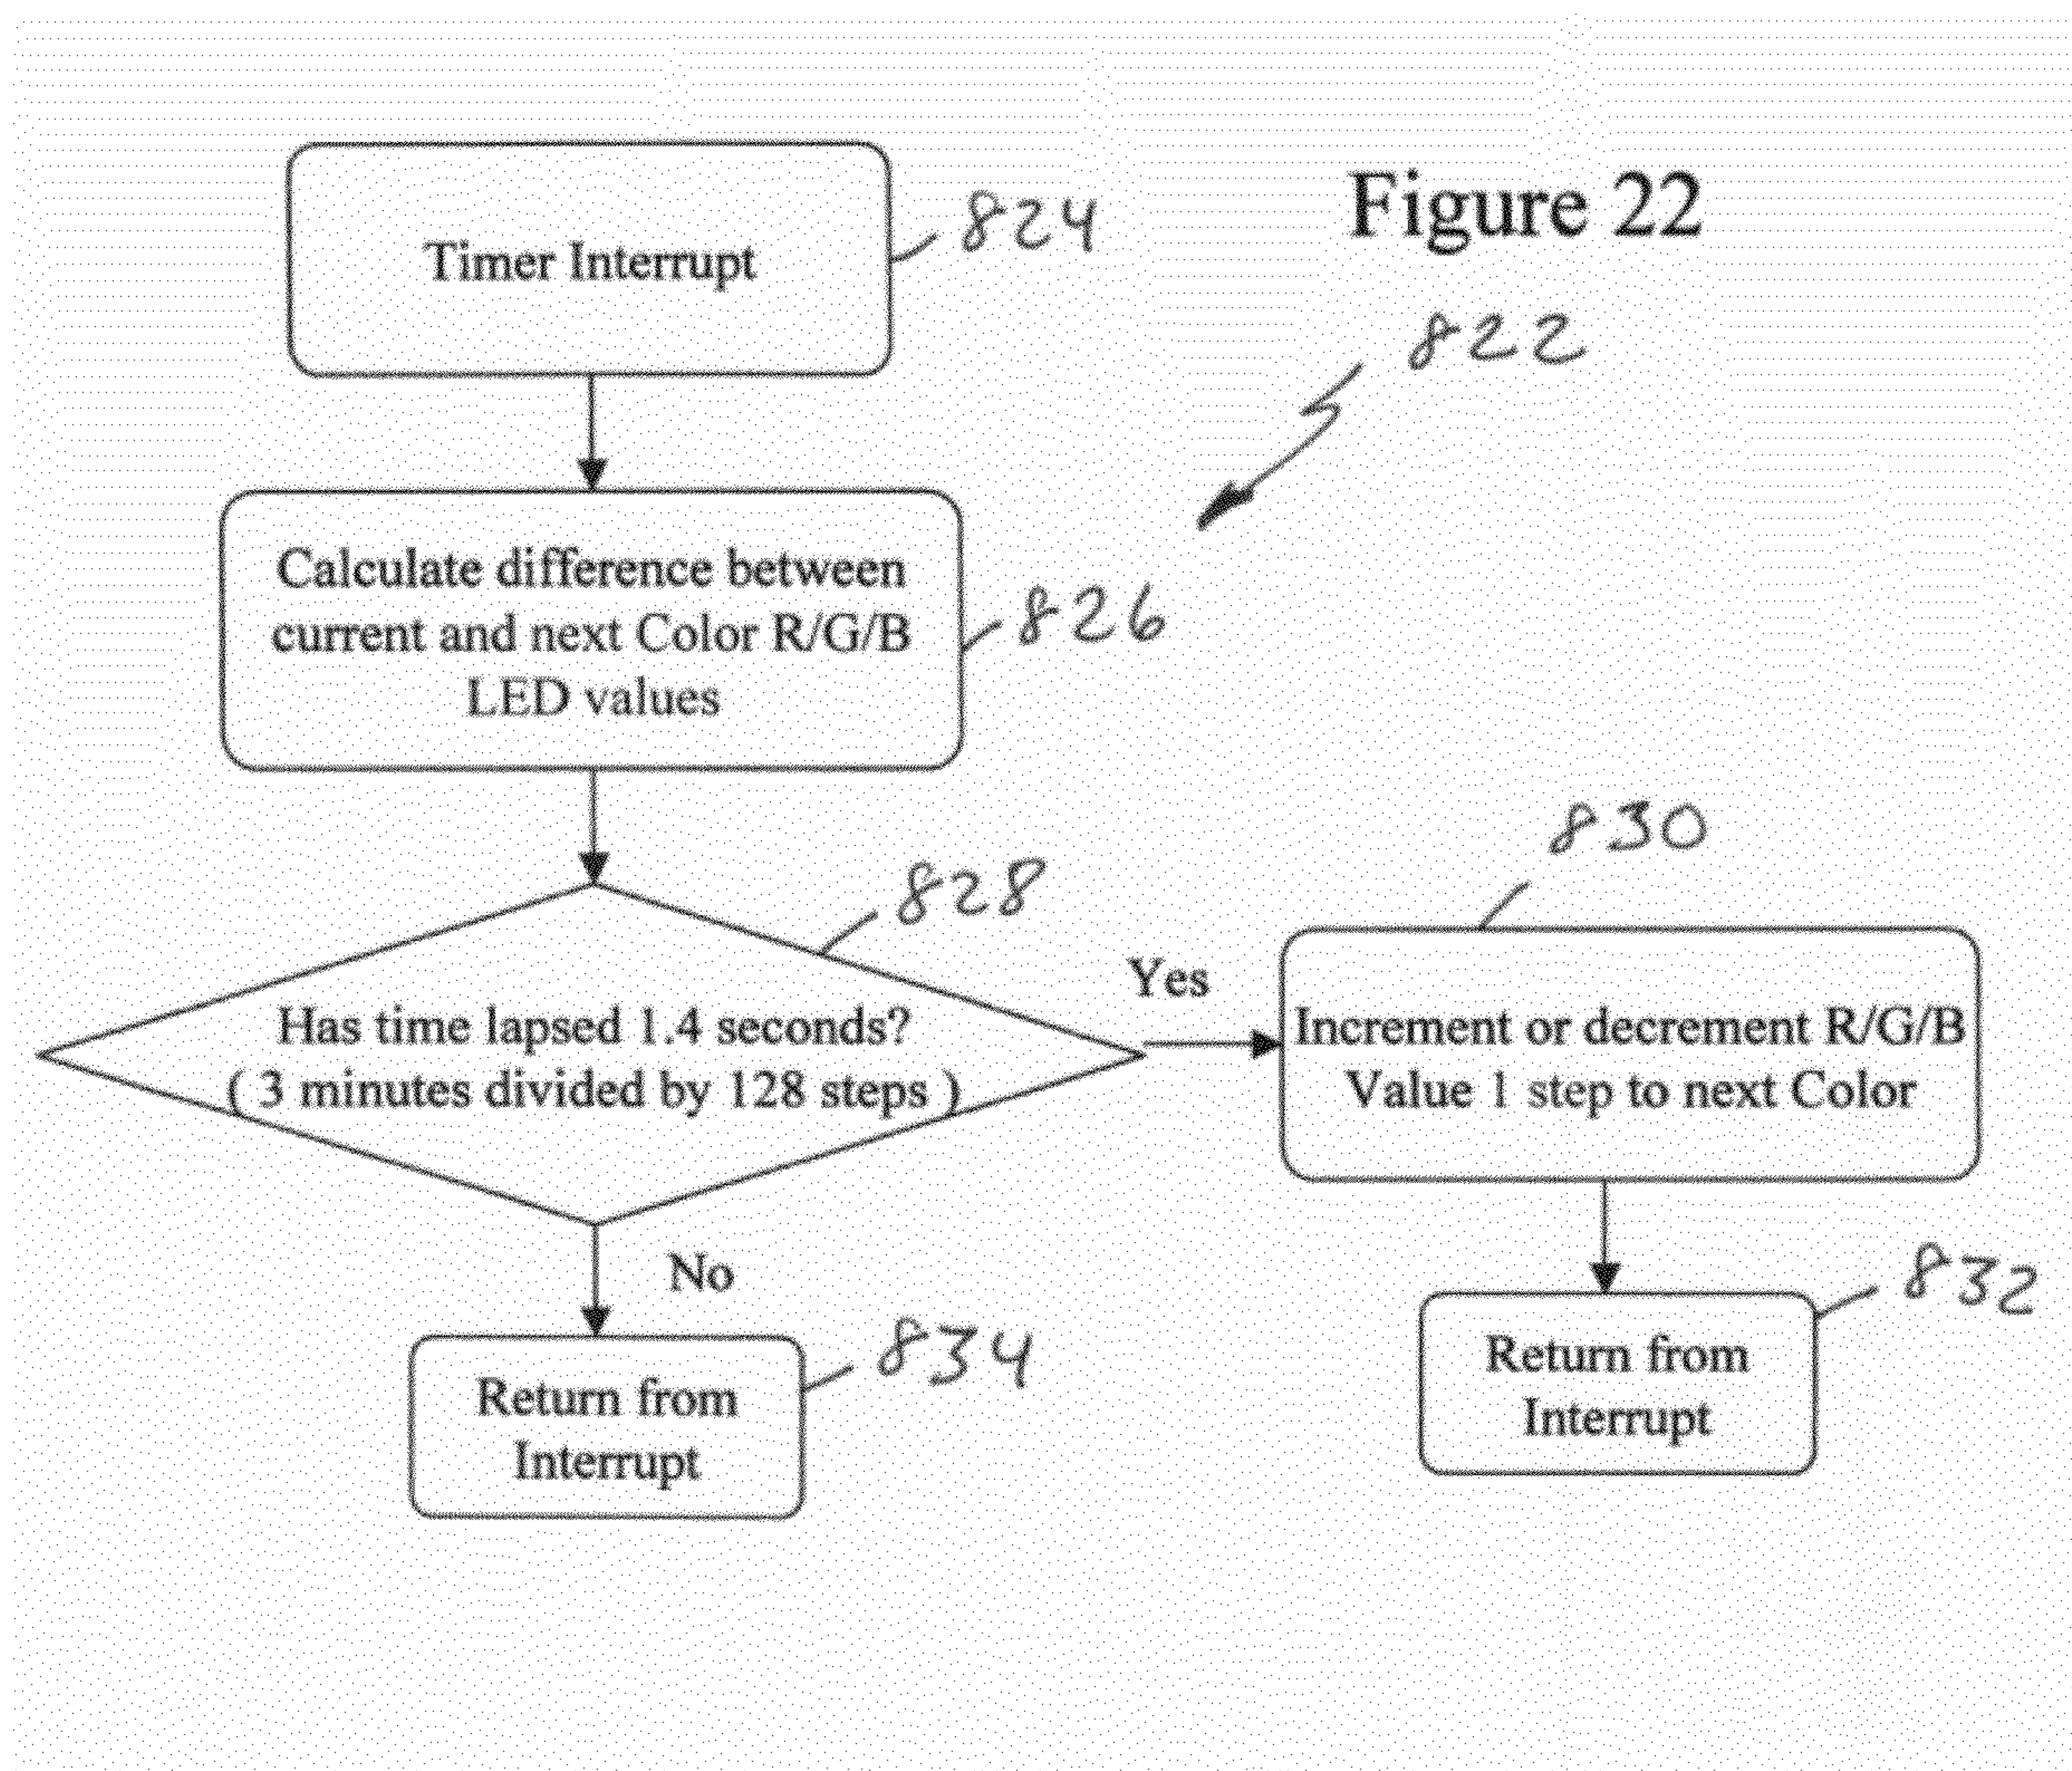 Figure 22
822
Timer Interrupt
824
Calculate difference between
current and next Color R/G/B
LED values
826
828
Has time lapsed 1.4 seconds?
( 3 minutes divided by 128 steps )
Yes
830
Increment or decrement R/G/B
Value 1 step to next Color
No
832
Return from
Interrupt
834
Return from
Interrupt